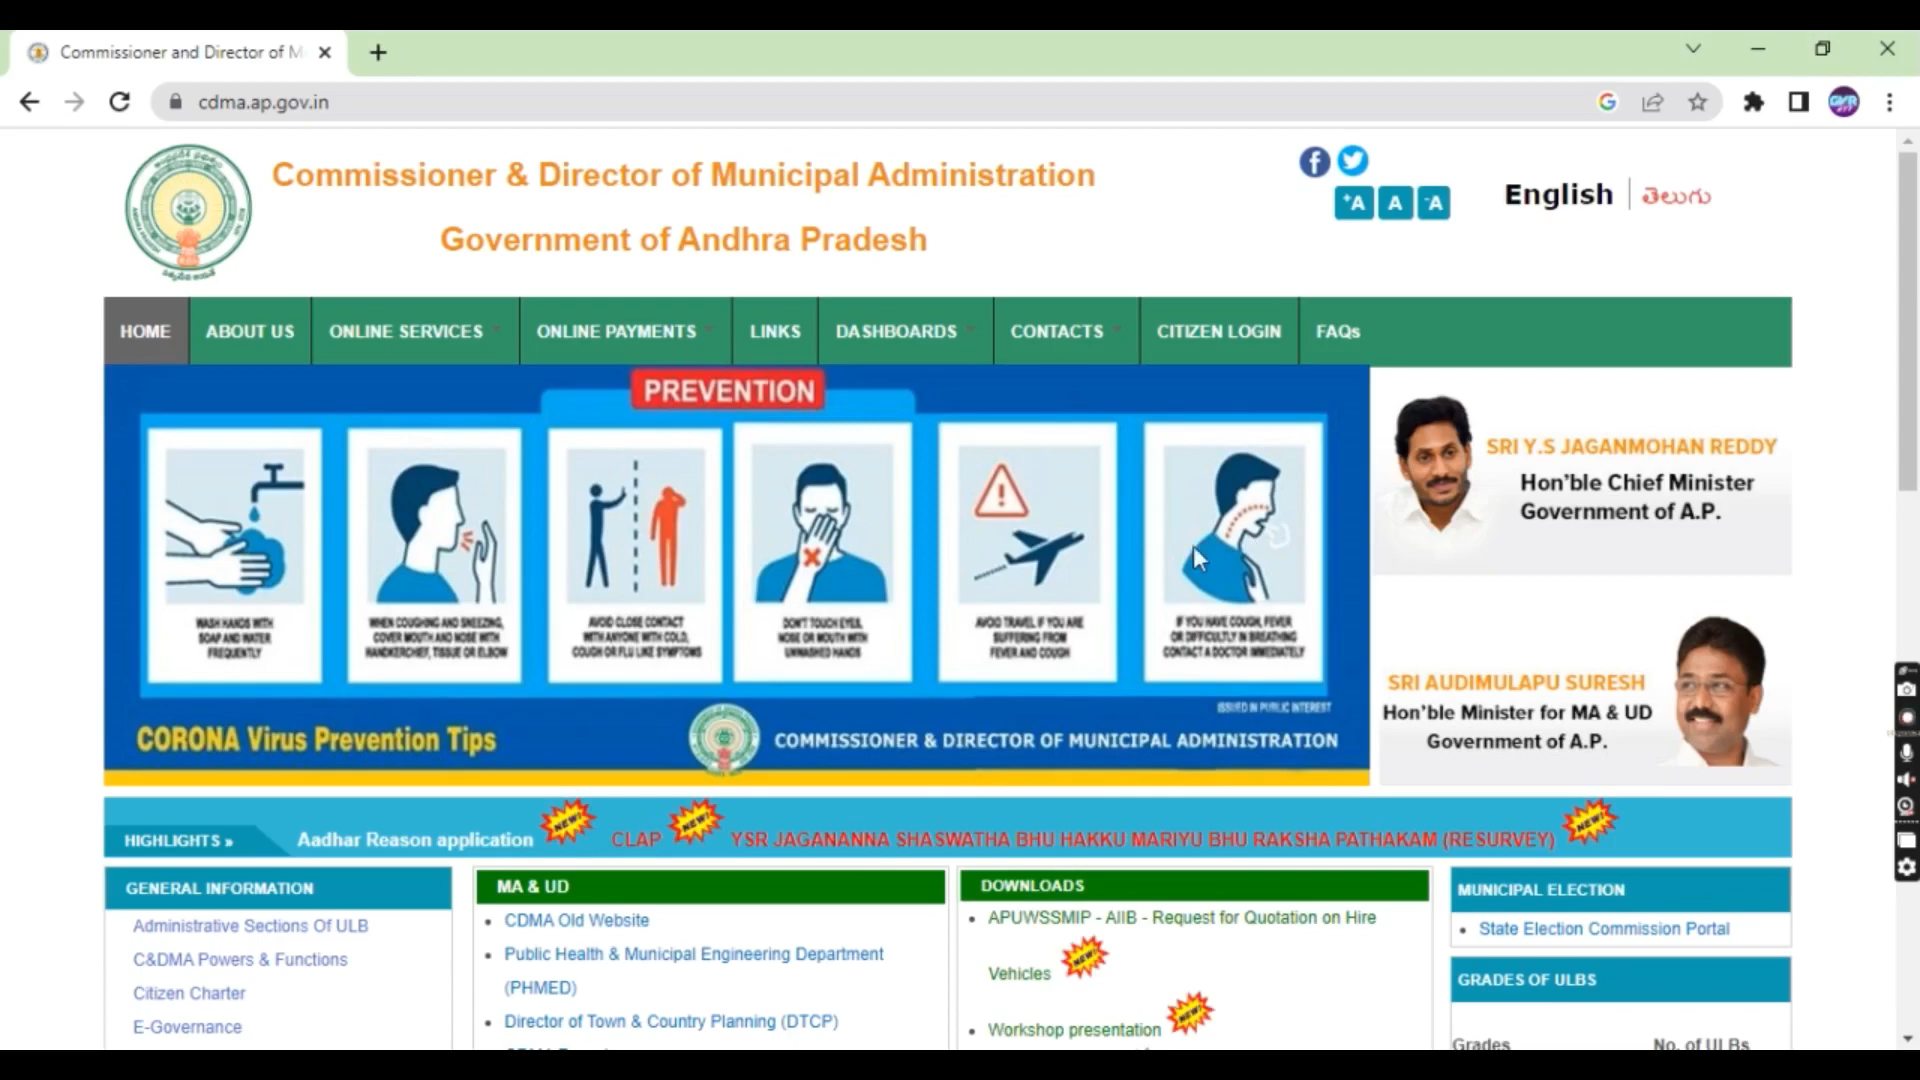 Commissioner and Director of M
cdma.ap.gov.in
Commissioner & Director of Municipal Administration
Government of Andhra Pradesh
+A A -A
English తెలుగు
HOME ABOUT US ONLINE SERVICES ONLINE PAYMENTS LINKS DASHBOARDS CONTACTS CITIZEN LOGIN FAQs
PREVENTION
WASH HANDS WITH
SOAP AND WATER
FREQUENTLY
WHEN COUGHING AND SNEEZING,
COVER MOUTH AND NOSE WITH
HANDKERCHIEF, TISSUE OR ELBOW
AVOID CLOSE CONTACT
WITH ANYONE WITH COLD,
COUGH OR FLU LIKE SYMPTOMS
DON'T TOUCH EYES,
NOSE OR MOUTH WITH
UNWASHED HANDS
AVOID TRAVEL IF YOU ARE
SUFFERING FROM
FEVER AND COUGH
IF YOU HAVE COUGH, FEVER
OR DIFFICULTLY IN BREATHING
CONTACT A DOCTOR IMMEDIATELY
ISSUED IN PUBLIC INTEREST
CORONA Virus Prevention Tips
COMMISSIONER & DIRECTOR OF MUNICIPAL ADMINISTRATION
SRI Y.S JAGANMOHAN REDDY
Hon'ble Chief Minister
Government of A.P.
SRI AUDIMULAPU SURESH
Hon'ble Minister for MA & UD
Government of A.P.
HIGHLIGHTS » Aadhar Reason application NEW! CLAP NEW! YSR JAGANANNA SHASWATHA BHU HAKKU MARIYU BHU RAKSHA PATHAKAM (RESURVEY) NEW!
GENERAL INFORMATION
Administrative Sections Of ULB
C&DMA Powers & Functions
Citizen Charter
E-Governance
MA & UD
CDMA Old Website
Public Health & Municipal Engineering Department
(PHMED)
Director of Town & Country Planning (DTCP)
DOWNLOADS
APUWSSMIP - AIIB - Request for Quotation on Hire
Vehicles NEW!
Workshop presentation NEW!
MUNICIPAL ELECTION
State Election Commission Portal
GRADES OF ULBS
Grades No. of ULBs